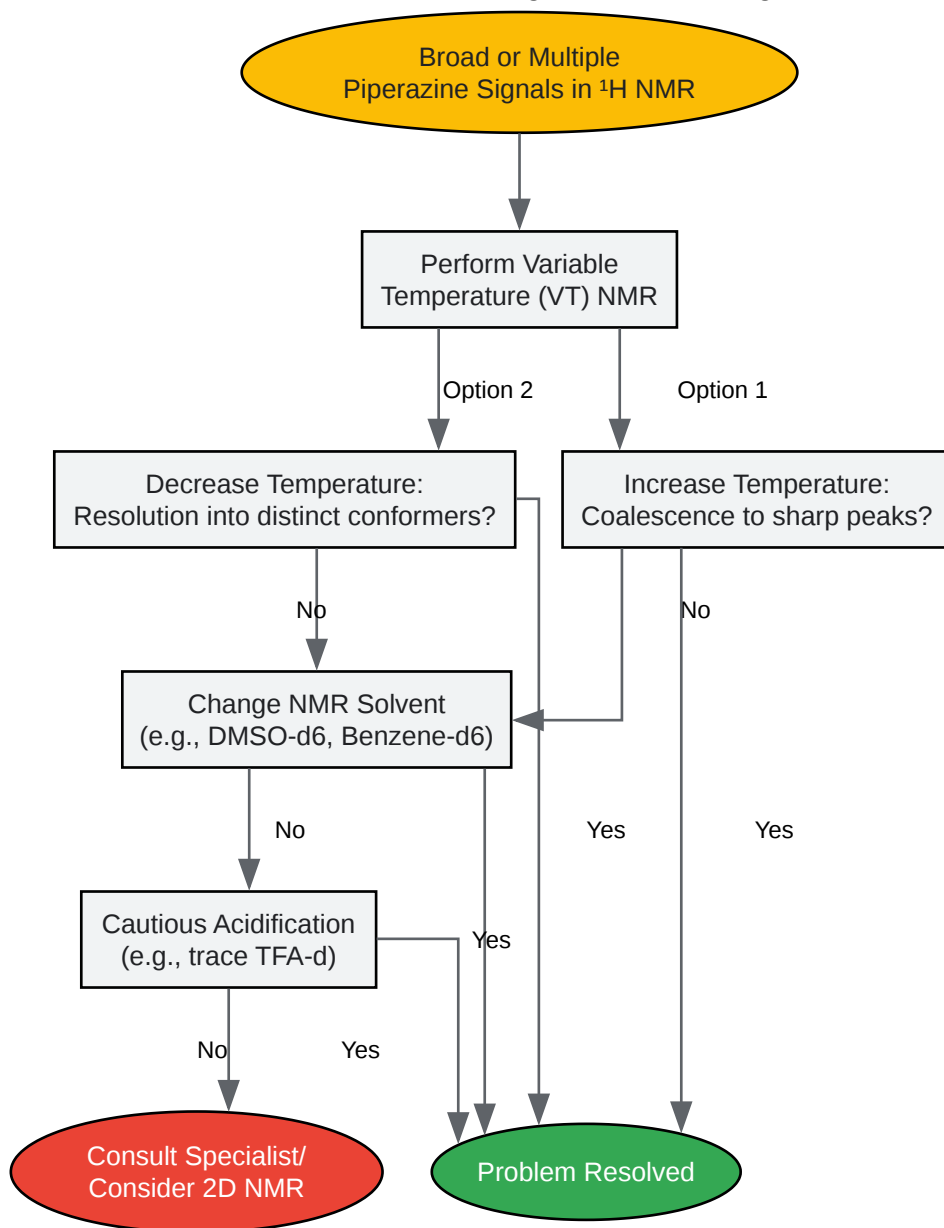 Broad or Multiple
Piperazine Signals in ¹H NMR
Perform Variable
Temperature (VT) NMR
Option 2
Option 1
Decrease Temperature:
Resolution into distinct conformers?
Increase Temperature:
Coalescence to sharp peaks?
No
No
Change NMR Solvent
(e.g., DMSO-d6, Benzene-d6)
No
Yes
Yes
Cautious Acidification
(e.g., trace TFA-d)
Yes
No
Yes
Consult Specialist/
Consider 2D NMR
Problem Resolved